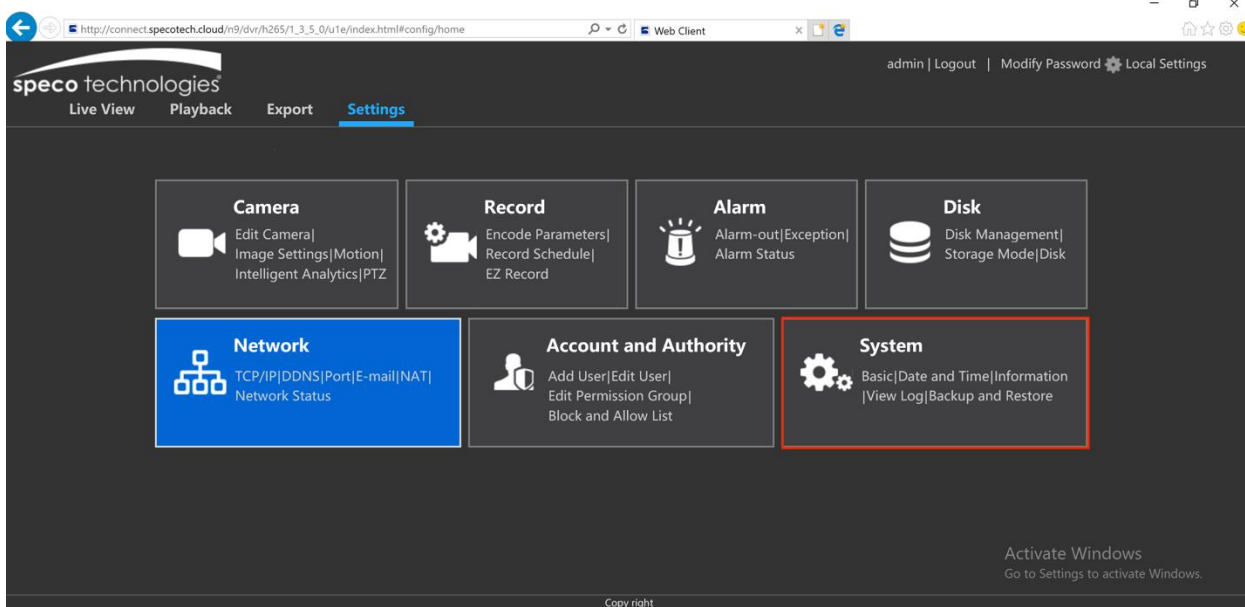 http://connect.specotech.cloud/n9/dvr/h265/1_3_5_0/u1e/index.html#config/home
Web Client
admin | Logout | Modify Password Local Settings
speco technologies®
Live View Playback Export Settings
Camera
Edit Camera|
Image Settings|Motion|
Intelligent Analytics|PTZ
Record
Encode Parameters|
Record Schedule|
EZ Record
Alarm
Alarm-out|Exception|
Alarm Status
Disk
Disk Management|
Storage Mode|Disk
Network
TCP/IP|DDNS|Port|E-mail|NAT|
Network Status
Account and Authority
Add User|Edit User|
Edit Permission Group|
Block and Allow List
System
Basic|Date and Time|Information
|View Log|Backup and Restore
Activate Windows
Go to Settings to activate Windows.
Copy right